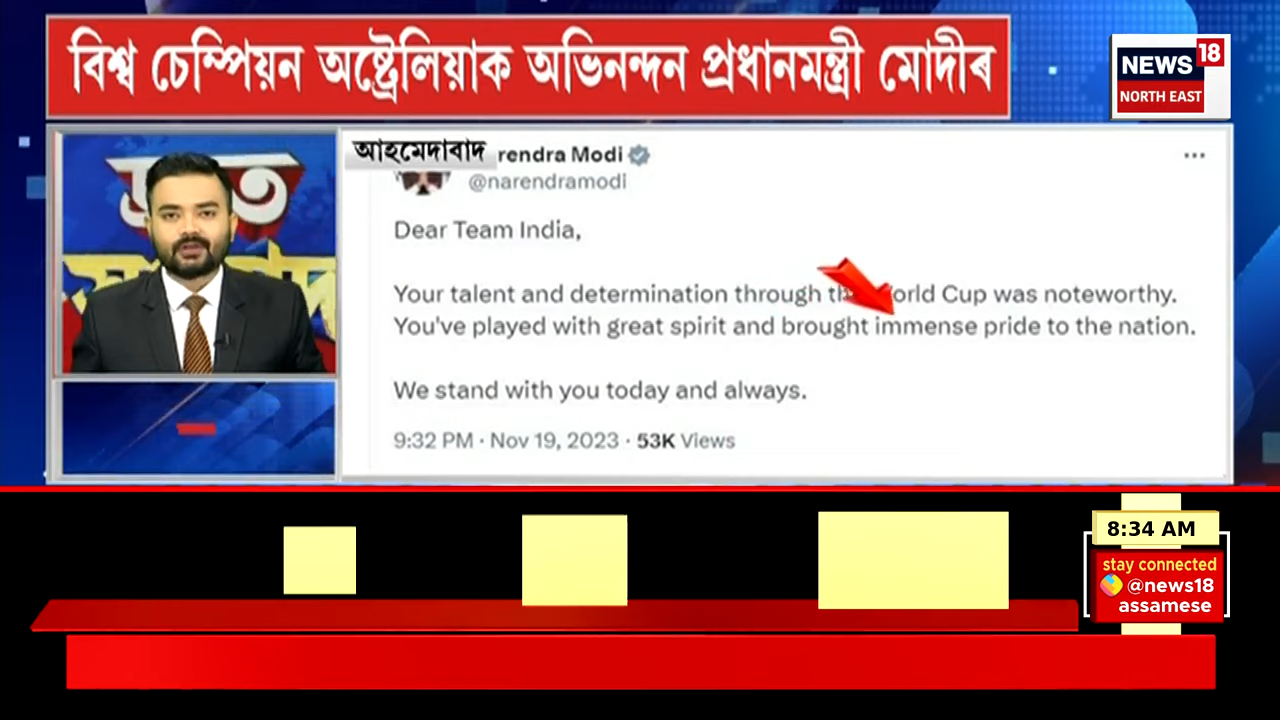 বিশ্ব চেম্পিয়ন অষ্ট্ৰেলিয়াক অভিনন্দন প্ৰধানমন্ত্ৰী মোদীৰ
NEWS 18
NORTH EAST
আহমেদাবাদ
rendra Modi
@narendramodi
Dear Team India,
Your talent and determination through orld Cup was noteworthy.
You've played with great spirit and brought immense pride to the nation.
We stand with you today and always.
9:32 PM · Nov 19, 2023 · 53K Views
8:34 AM
stay connected
@news18
assamese